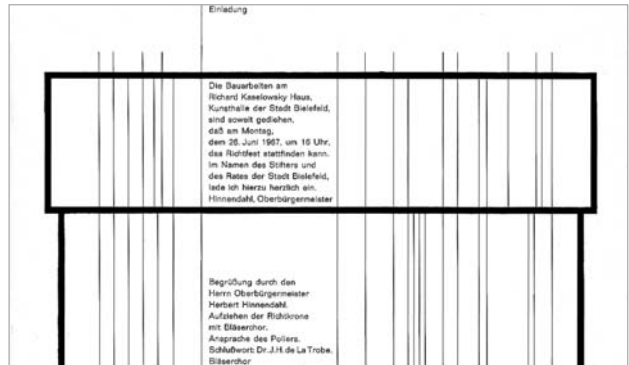 Einladung
Die Bauarbeiten am
Richard Kaselowsky Haus,
Kunsthalle der Stadt Bielefeld,
sind soweit gediehen,
daß am Montag,
dem 26. Juni 1967, um 16 Uhr,
das Richtfest stattfinden kann.
Im Namen des Stifters und
des Rates der Stadt Bielefeld,
lade ich hierzu herzlich ein.
Hinnendahl, Oberbürgermeister
Begrüßung durch den
Herrn Oberbürgermeister
Herbert Hinnendahl.
Aufziehen der Richtkrone
mit Bläserchor.
Ansprache des Poliers.
Schlußwort: Dr. J.H. de La Trobe.
Bläserchor